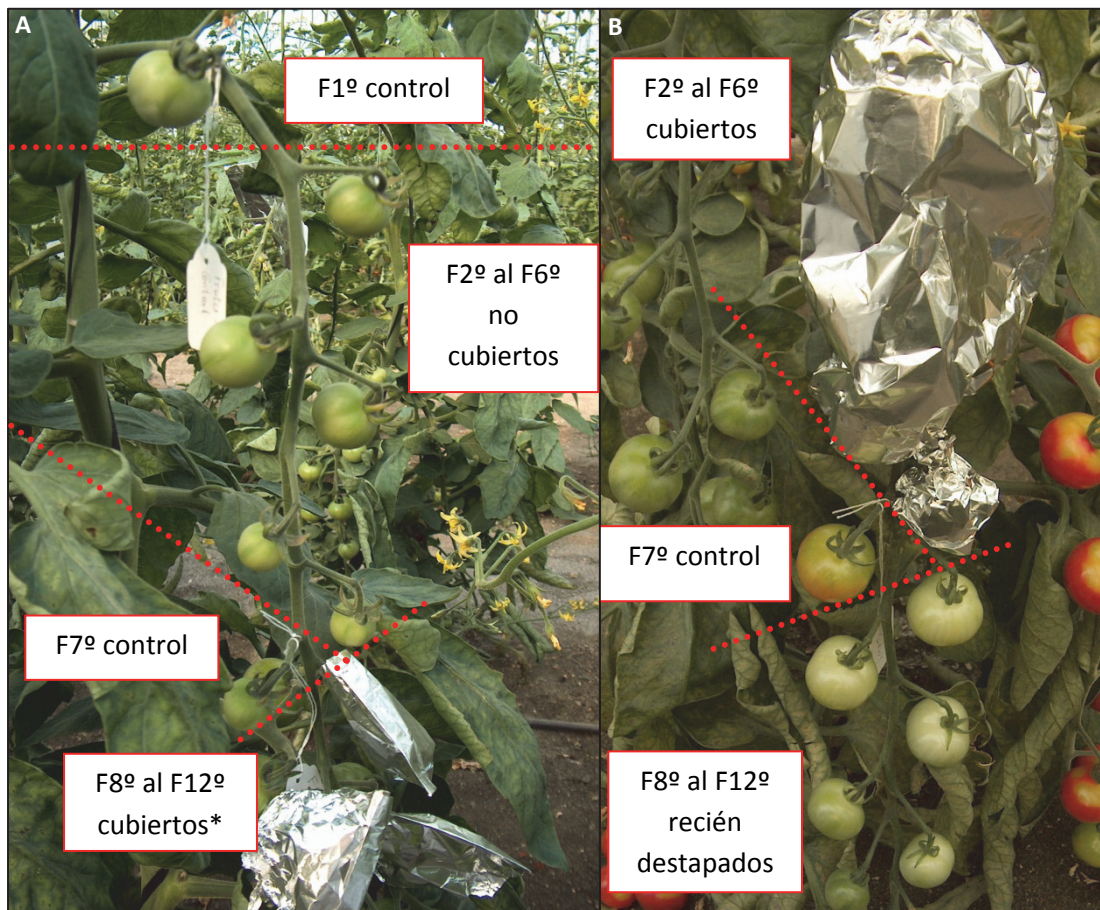 A
F1º control
F2º al F6º
no
cubiertos
F7º control
F8º al F12º
cubiertos*
B
F2º al F6º
cubiertos
F7º control
F8º al F12º
recién
destapados